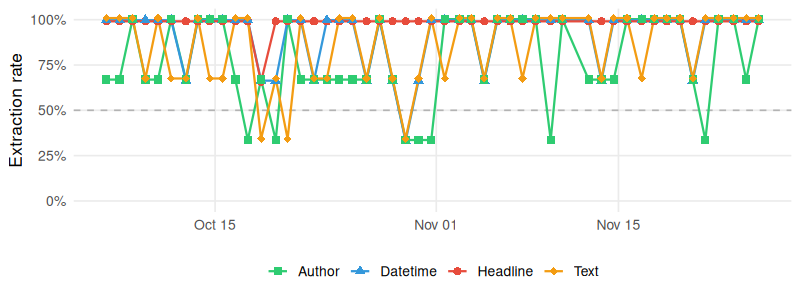 Extraction rate
100%
75%
50%
25%
0%
Oct 15 Nov 01 Nov 15
Author Datetime Headline Text